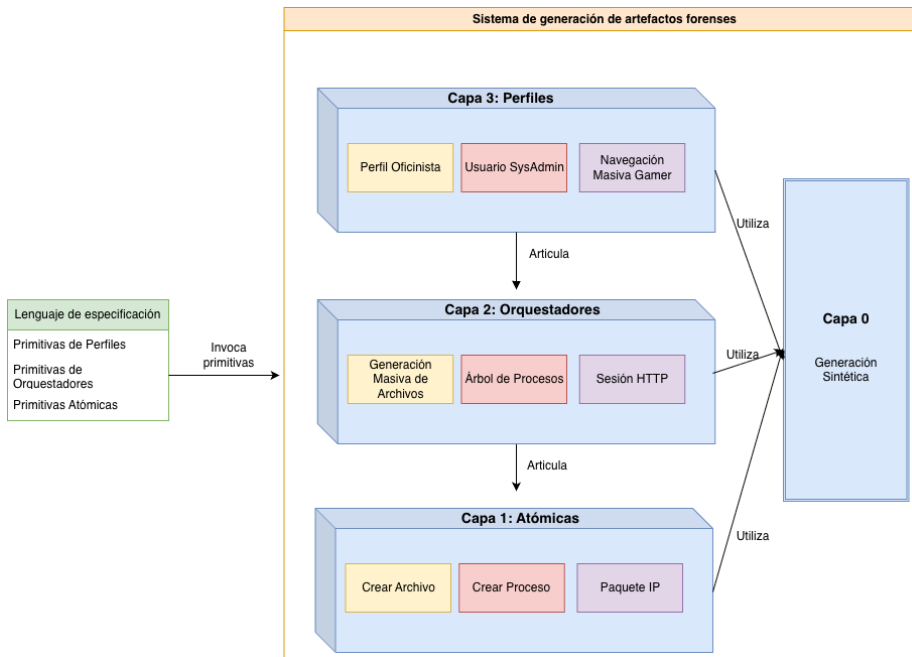 Sistema de generación de artefactos forenses
Capa 3: Perfiles
Perfil Oficinista
Usuario SysAdmin
Navegación
Masiva Gamer
Utiliza
Articula
Lenguaje de especificación
Primitivas de Perfiles
Primitivas de
Orquestadores
Primitivas Atómicas
Invoca
primitivas
Capa 2: Orquestadores
Generación
Masiva de
Archivos
Árbol de Procesos
Sesión HTTP
Utiliza
Capa 0
Generación
Sintética
Articula
Capa 1: Atómicas
Crear Archivo
Crear Proceso
Paquete IP
Utiliza